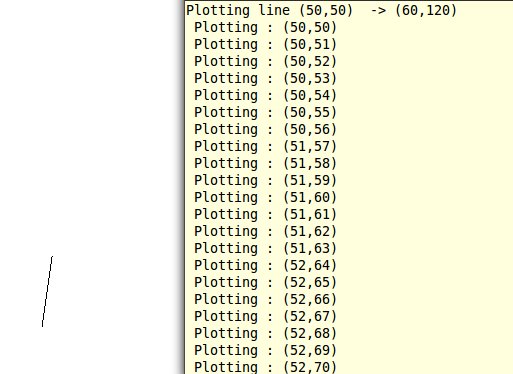 Plotting line (50,50)  -> (60,120)
Plotting : (50,50)
Plotting : (50,51)
Plotting : (50,52)
Plotting : (50,53)
Plotting : (50,54)
Plotting : (50,55)
Plotting : (50,56)
Plotting : (51,57)
Plotting : (51,58)
Plotting : (51,59)
Plotting : (51,60)
Plotting : (51,61)
Plotting : (51,62)
Plotting : (51,63)
Plotting : (52,64)
Plotting : (52,65)
Plotting : (52,66)
Plotting : (52,67)
Plotting : (52,68)
Plotting : (52,69)
Plotting : (52,70)